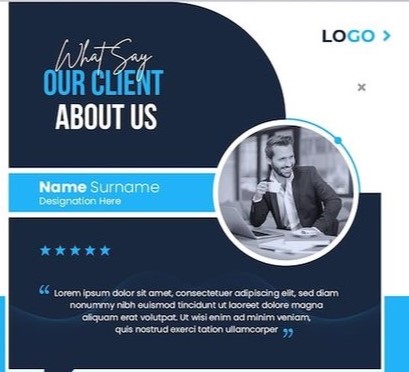 What Say
OUR CLIENT
ABOUT US
LOGO
Name Surname
Designation Here
“ Lorem ipsum dolor sit amet, consectetuer adipiscing elit, sed diam
nonummy nibh euismod tincidunt ut laoreet dolore magna
aliquam erat volutpat. Ut wisi enim ad minim veniam,
quis nostrud exerci tation ullamcorper ”